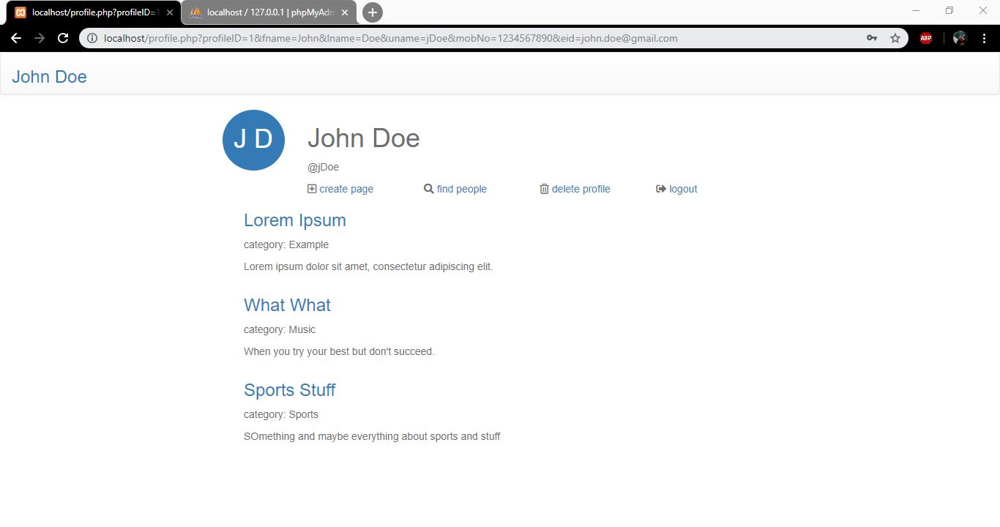 localhost/profile.php?profileID=1
localhost / 127.0.0.1 | phpMyAdm
localhost/profile.php?profileID=1&fname=John&lname=Doe&uname=jDoe&mobNo=1234567890&eid=john.doe@gmail.com
ABP
John Doe
J D
John Doe
@jDoe
create page find people delete profile logout
Lorem Ipsum
category: Example
Lorem ipsum dolor sit amet, consectetur adipiscing elit.
What What
category: Music
When you try your best but don't succeed.
Sports Stuff
category: Sports
SOmething and maybe everything about sports and stuff